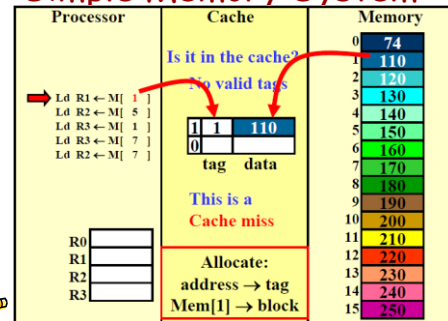 Simple Memory System
Processor
Cache
Memory
Is it in the cache?
No valid tags
Ld R1 ← M[ 1 ]
Ld R2 ← M[ 5 ]
Ld R3 ← M[ 1 ]
Ld R3 ← M[ 7 ]
Ld R2 ← M[ 7 ]
1 1 110
0
tag data
This is a
Cache miss
Allocate:
address → tag
Mem[1] → block
R0
R1
R2
R3
0 74
1 110
2 120
3 130
4 140
5 150
6 160
7 170
8 180
9 190
10 200
11 210
12 220
13 230
14 240
15 250